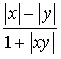 |x| − |y|
1 + |xy|